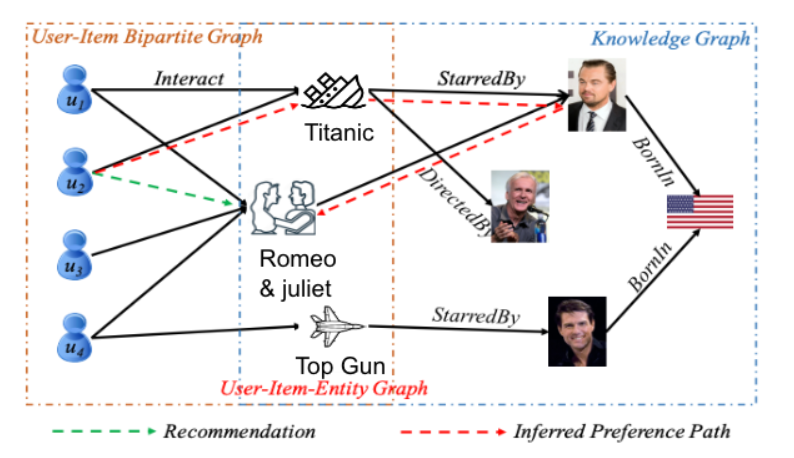 User-Item Bipartite Graph
Knowledge Graph
u1
Interact
StarredBy
Titanic
BornIn
u2
DirectedBy
Romeo
& juliet
u3
BornIn
u4
StarredBy
Top Gun
User-Item-Entity Graph
Recommendation
Inferred Preference Path